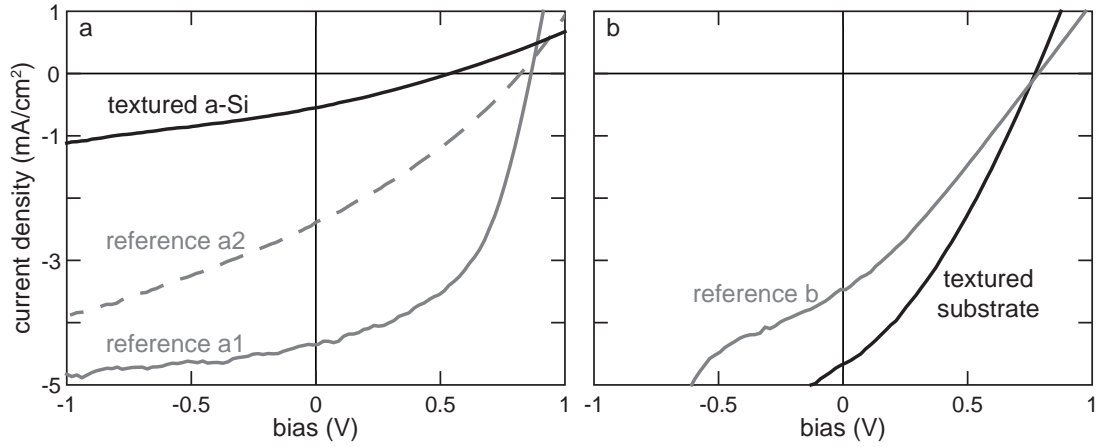 a
textured a-Si
reference a2
reference a1
1
0
-1
-3
-5
current density (mA/cm²)
-1
-0.5
0
0.5
1
bias (V)
b
reference b
textured
substrate
-1
-0.5
0
0.5
1
bias (V)